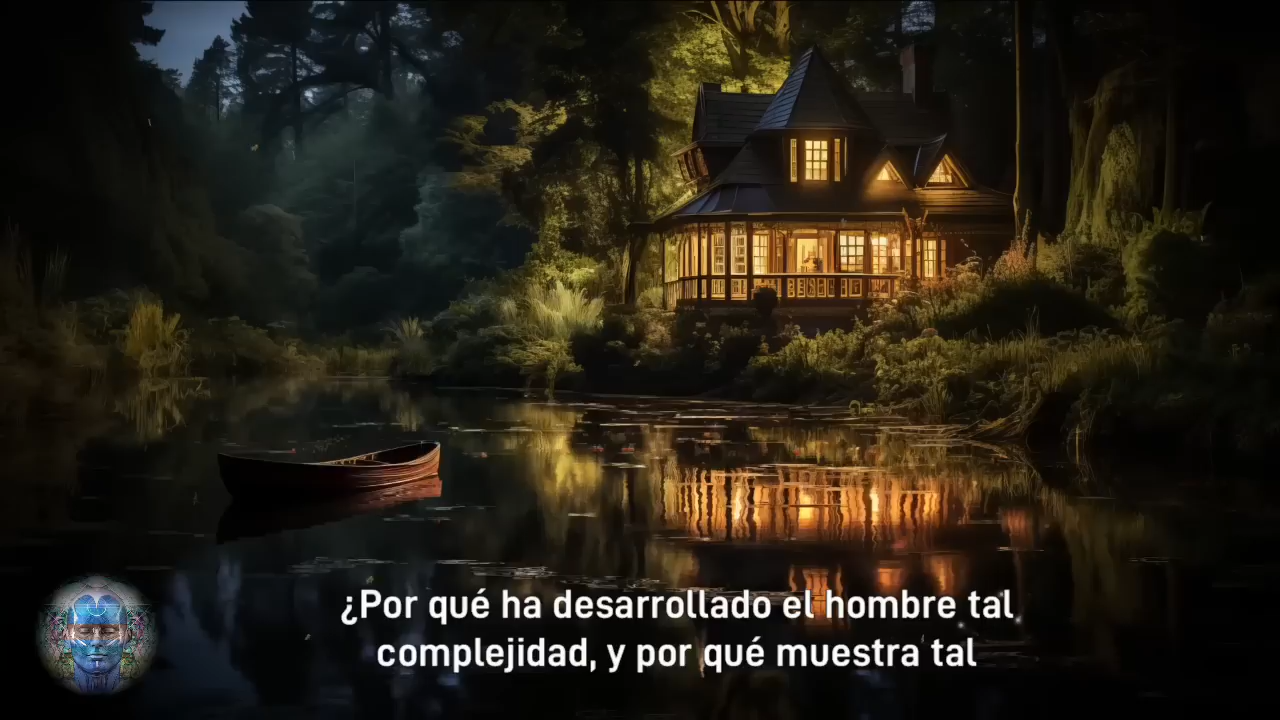 ¿Por qué ha desarrollado el hombre tal
complejidad, y por qué muestra tal